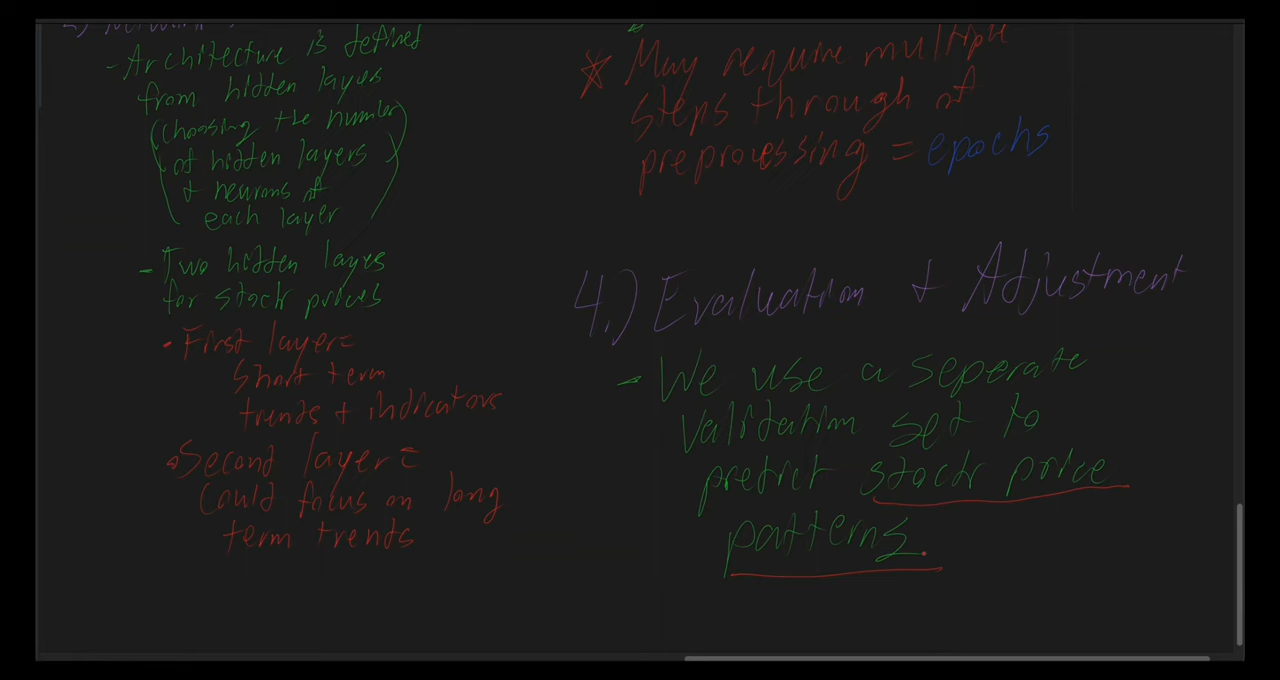 - Architecture is defined
from hidden layers
(choosing the number
of hidden layers
+ neurons of
each layer)
- Two hidden layes
for stock prices
• First layer =
short term
trends + indicators
• Second layer =
could focus on long
term trends
* May require multiple
steps through of
preprocessing = epochs
4.) Evaluation + Adjustment
- We use a seperate
validation set to
predict stock price
patterns.